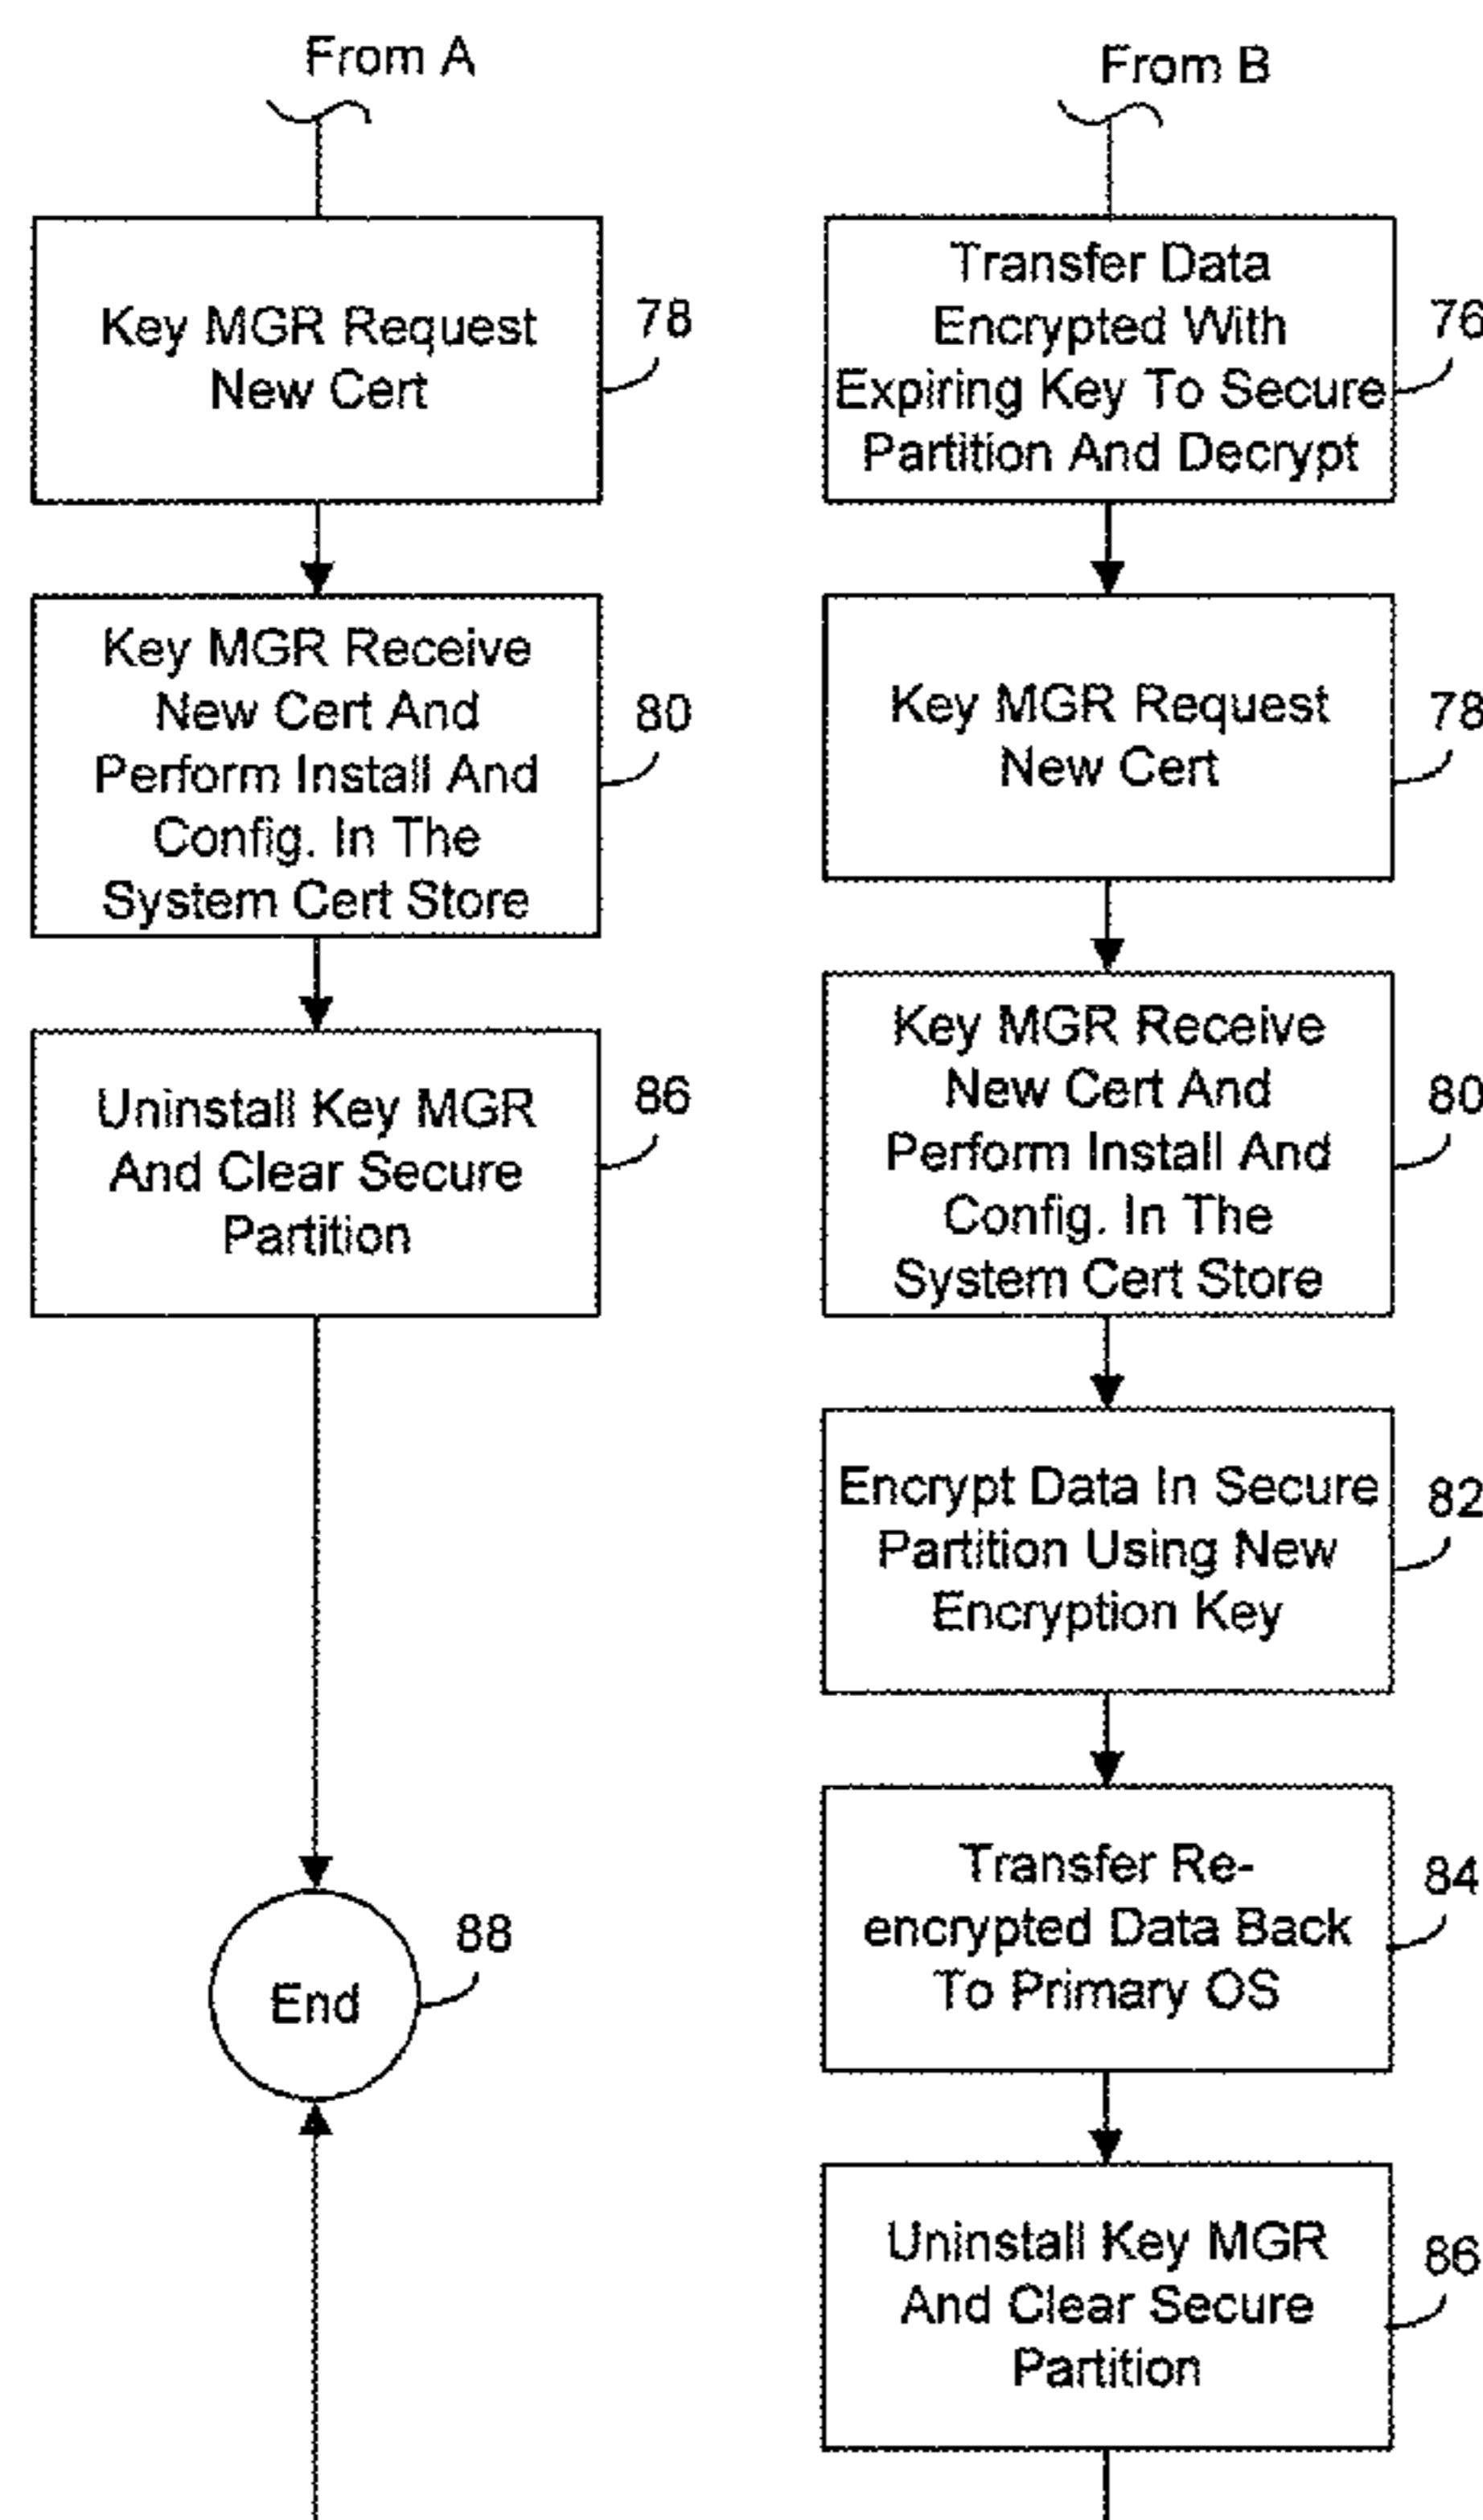 From A
Key MGR Request
New Cert
78
Key MGR Receive
New Cert And
Perform Install And
Config. In The
System Cert Store
80
Uninstall Key MGR
And Clear Secure
Partition
86
End
88
From B
Transfer Data
Encrypted With
Expiring Key To Secure
Partition And Decrypt
76
Key MGR Request
New Cert
78
Key MGR Receive
New Cert And
Perform Install And
Config. In The
System Cert Store
80
Encrypt Data In Secure
Partition Using New
Encryption Key
82
Transfer Re-
encrypted Data Back
To Primary OS
84
Uninstall Key MGR
And Clear Secure
Partition
86